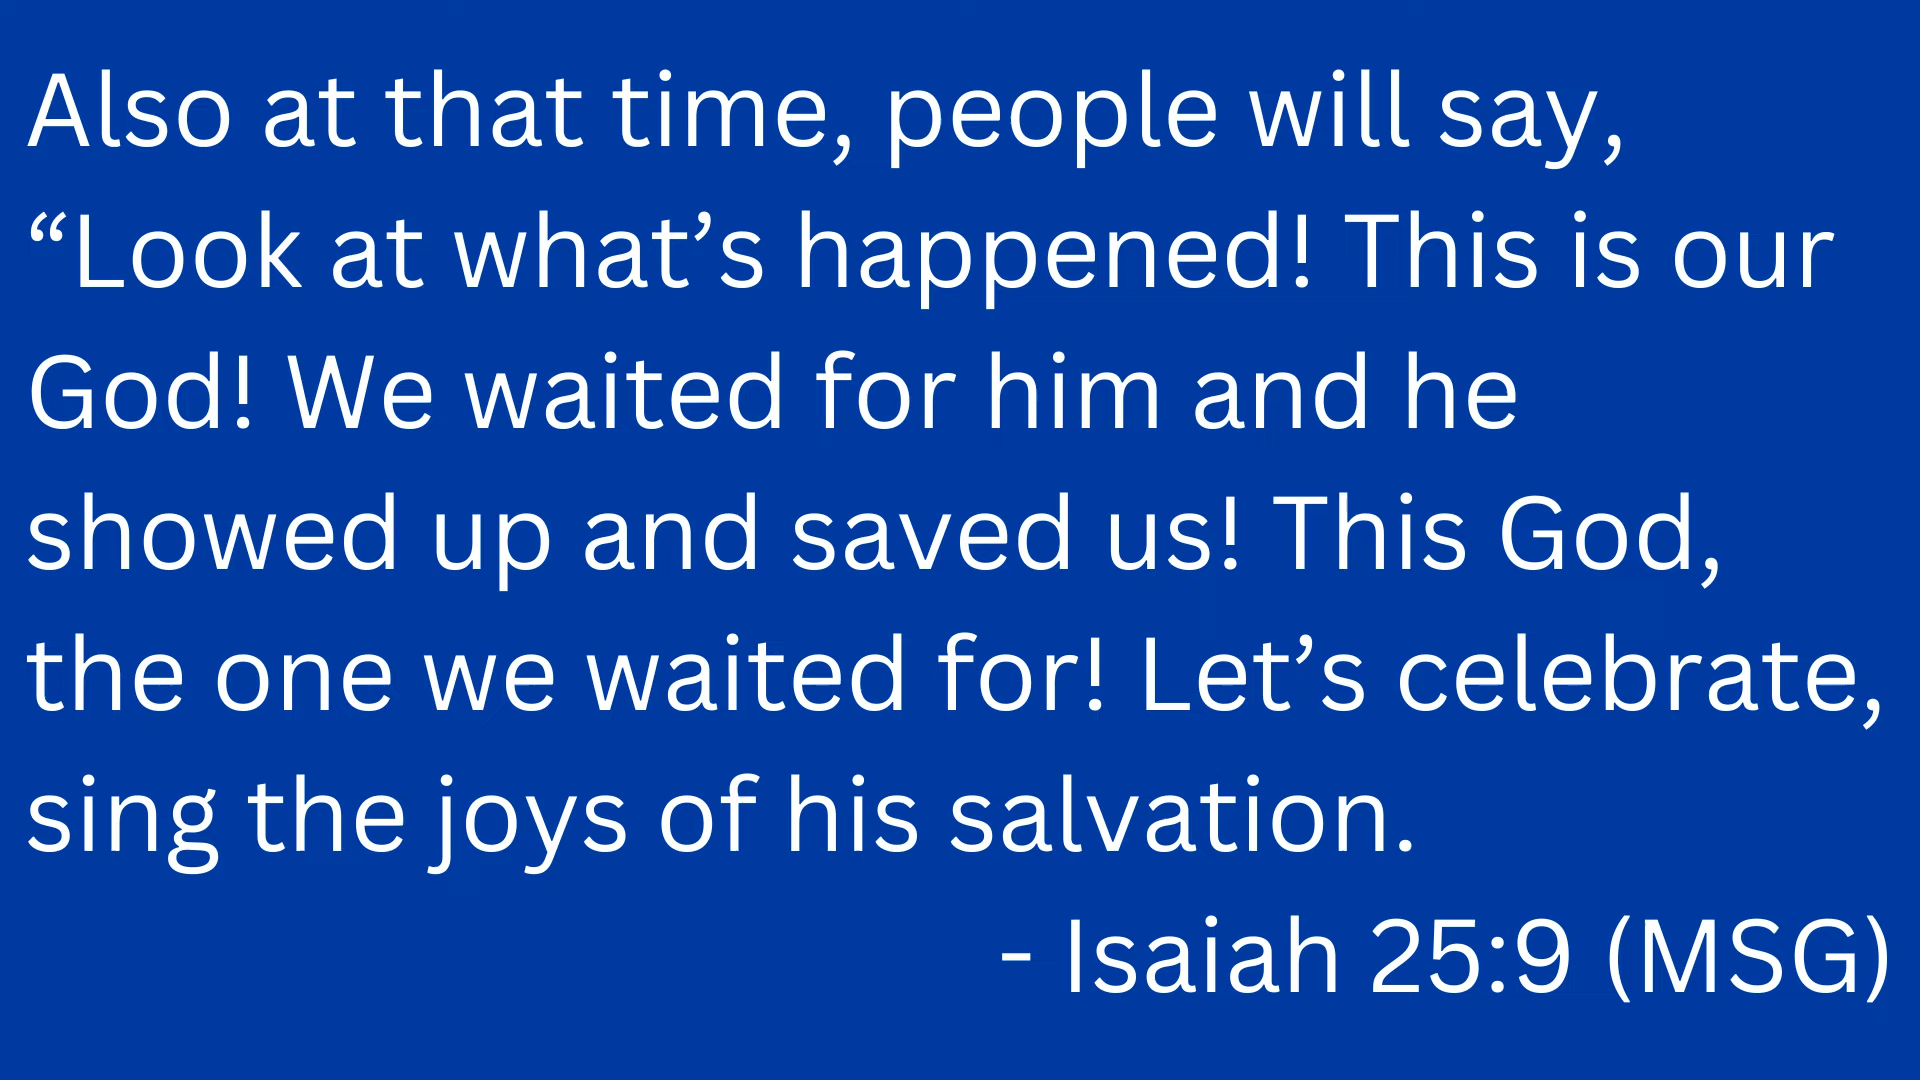 Also at that time, people will say,
“Look at what’s happened! This is our
God! We waited for him and he
showed up and saved us! This God,
the one we waited for! Let’s celebrate,
sing the joys of his salvation.
- Isaiah 25:9 (MSG)